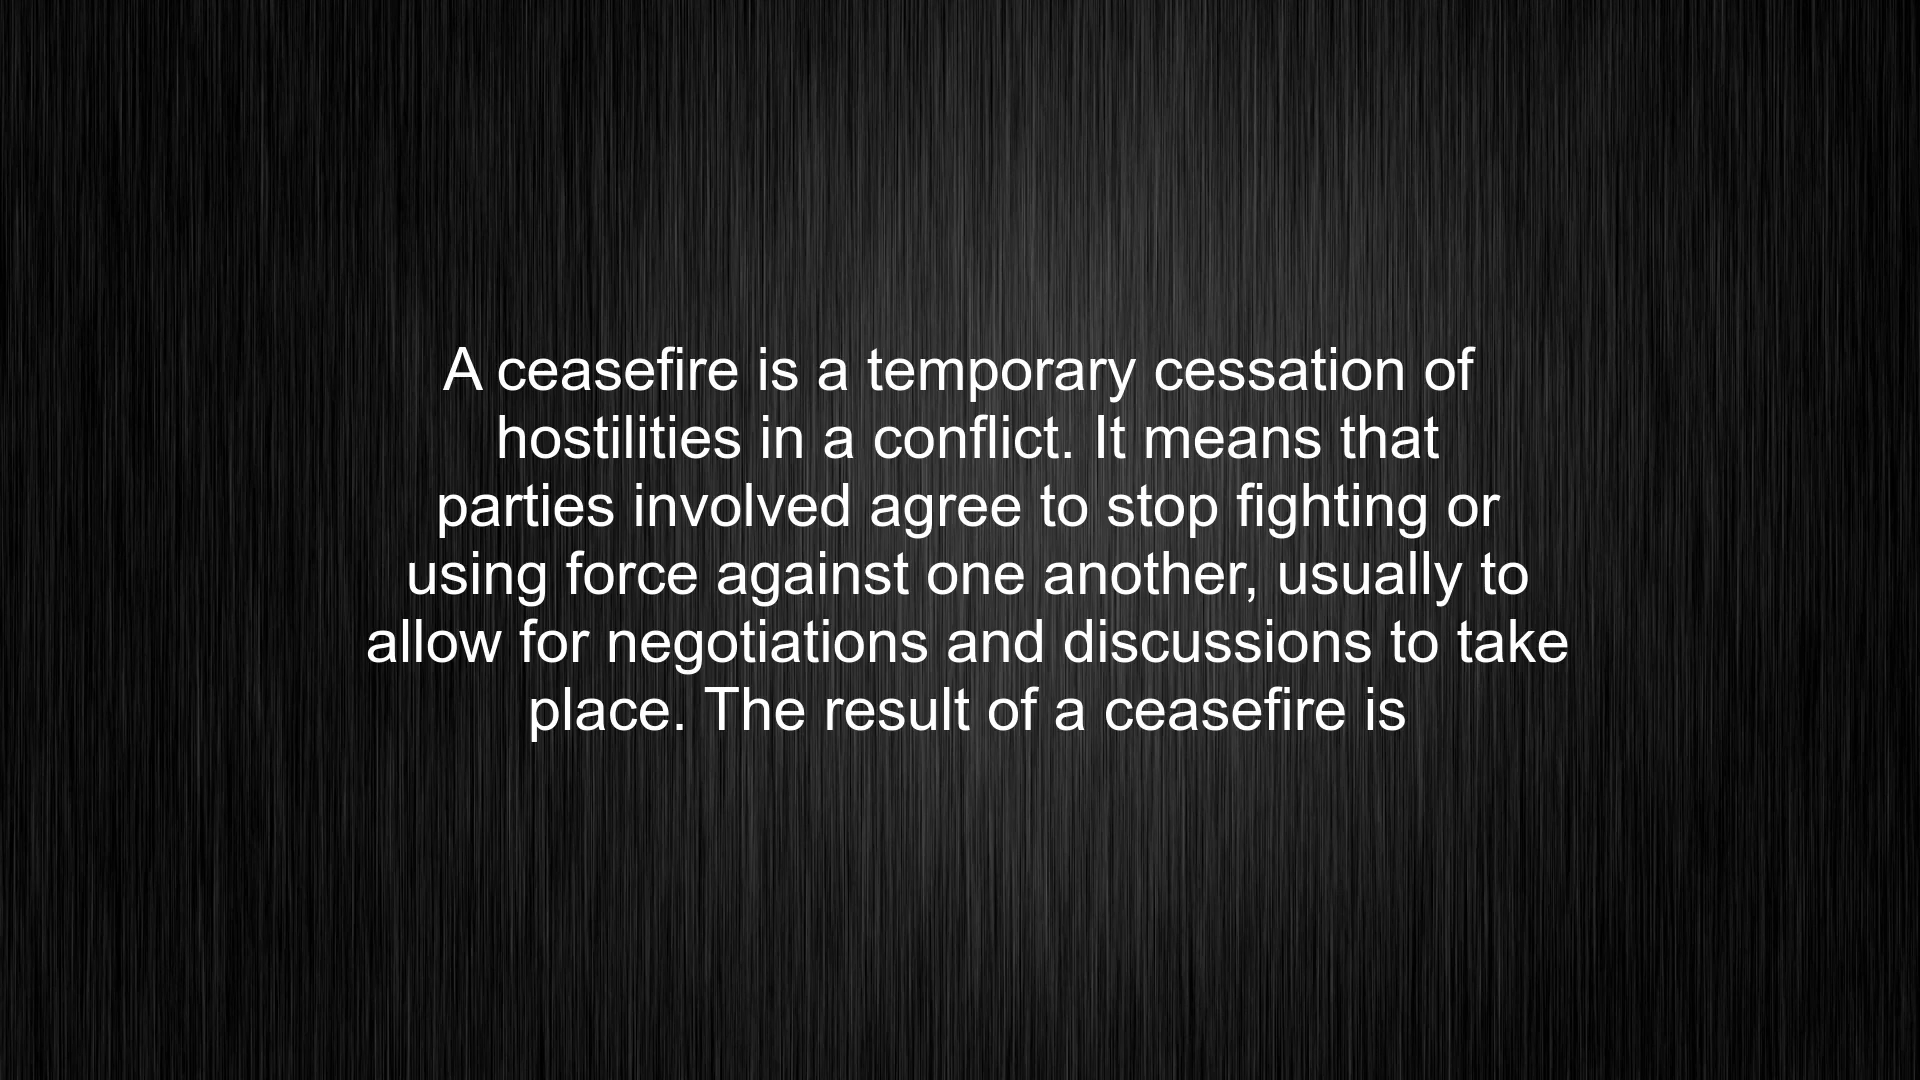 A ceasefire is a temporary cessation of
hostilities in a conflict. It means that
parties involved agree to stop fighting or
using force against one another, usually to
allow for negotiations and discussions to take
place. The result of a ceasefire is